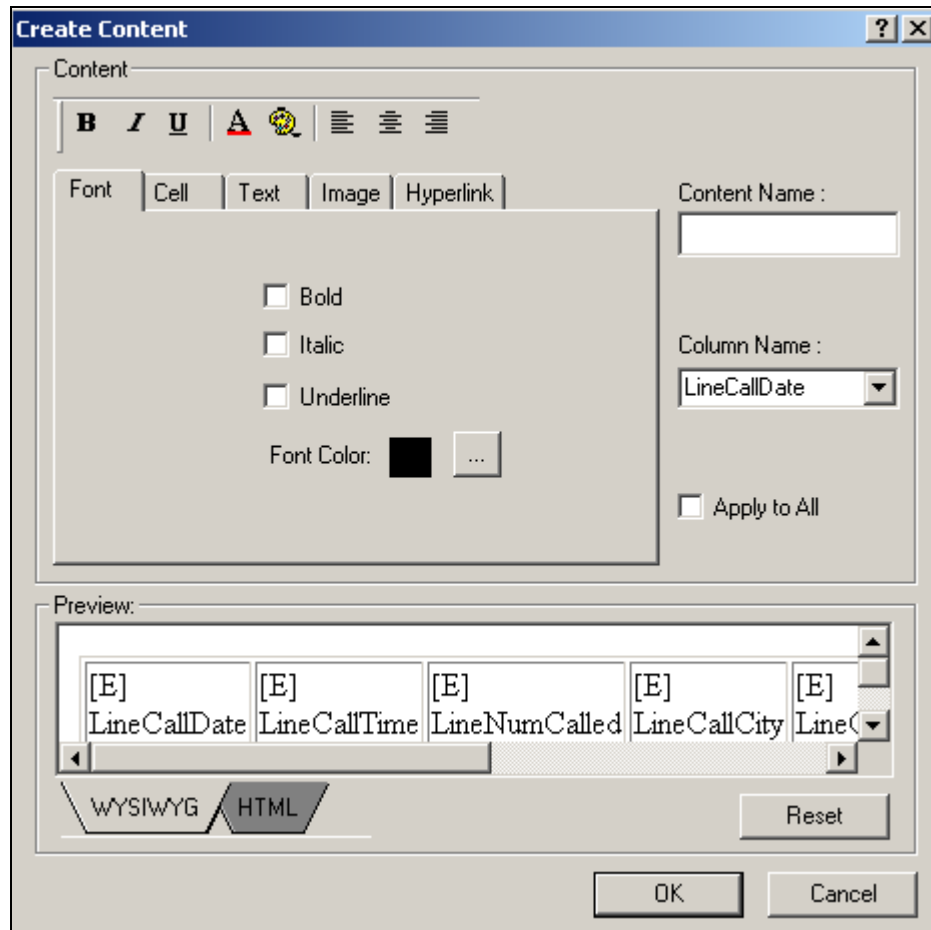 Create Content
Content
B I U A
Font Cell Text Image Hyperlink
Content Name :
Bold
Italic
Column Name :
LineCallDate
Underline
Font Color: ...
Apply to All
Preview:
[E] [E] [E] [E] [E]
LineCallDate LineCallTime LineNumCalled LineCallCity
WYSIWYG HTML
Reset
OK Cancel